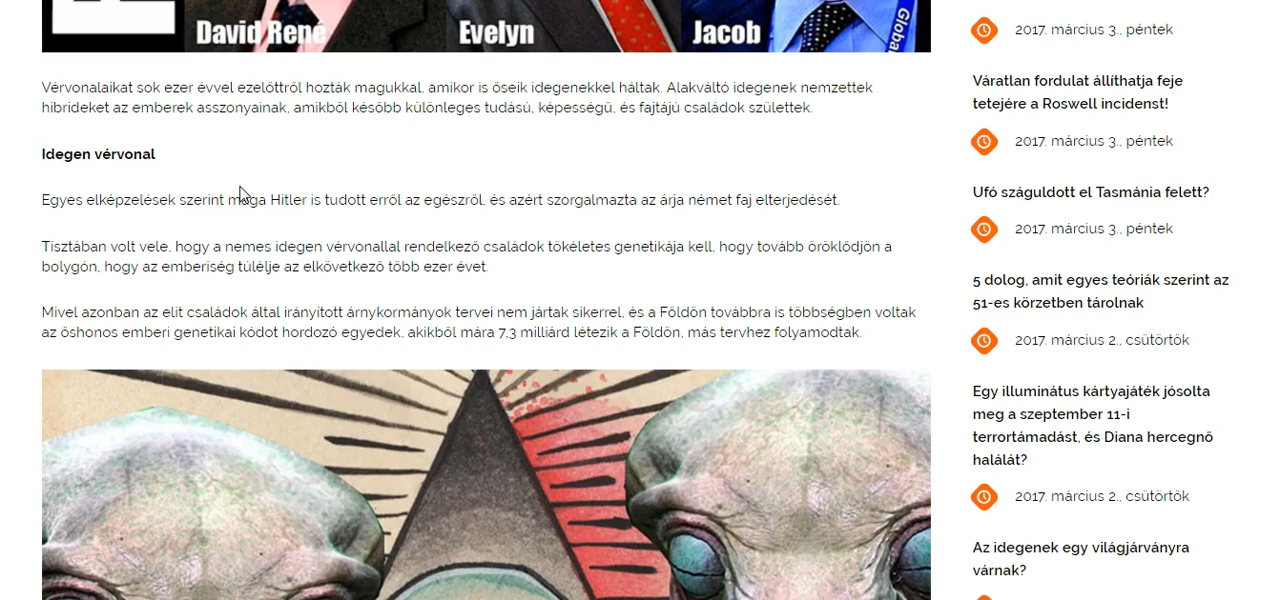 David René
Evelyn
Jacob
Globa
Vérvonalaikat sok ezer évvel ezelőttről hozták magukkal, amikor is őseik idegenekkel háltak. Alakváltó idegenek nemzettek
hibrideket az emberek asszonyainak, amikből később különleges tudású, képességű, és fajtájú családok születtek.
Idegen vérvonal
Egyes elképzelések szerint maga Hitler is tudott erről az egészről, és azért szorgalmazta az árja német faj elterjedését.
Tisztában volt vele, hogy a nemes idegen vérvonallal rendelkező családok tökéletes genetikája kell, hogy tovább öröklődjön a
bolygón, hogy az emberiség túlélje az elkövetkező több ezer évet.
Mivel azonban az elit családok által irányított árnykormányok tervei nem jártak sikerrel, és a Földön továbbra is többségben voltak
az őshonos emberi genetikai kódot hordozó egyedek, akikből mára 7,3 milliárd létezik a Földön, más tervhez folyamodtak.
2017. március 3., péntek
Váratlan fordulat állíthatja feje
tetejére a Roswell incidenst!
2017. március 3., péntek
Ufó száguldott el Tasmánia felett?
2017. március 3., péntek
5 dolog, amit egyes teóriák szerint az
51-es körzetben tárolnak
2017. március 2., csütörtök
Egy illuminátus kártyajáték jósolta
meg a szeptember 11-i
terrortámadást, és Diana hercegnő
halálát?
2017. március 2., csütörtök
Az idegenek egy világjárványra
várnak?